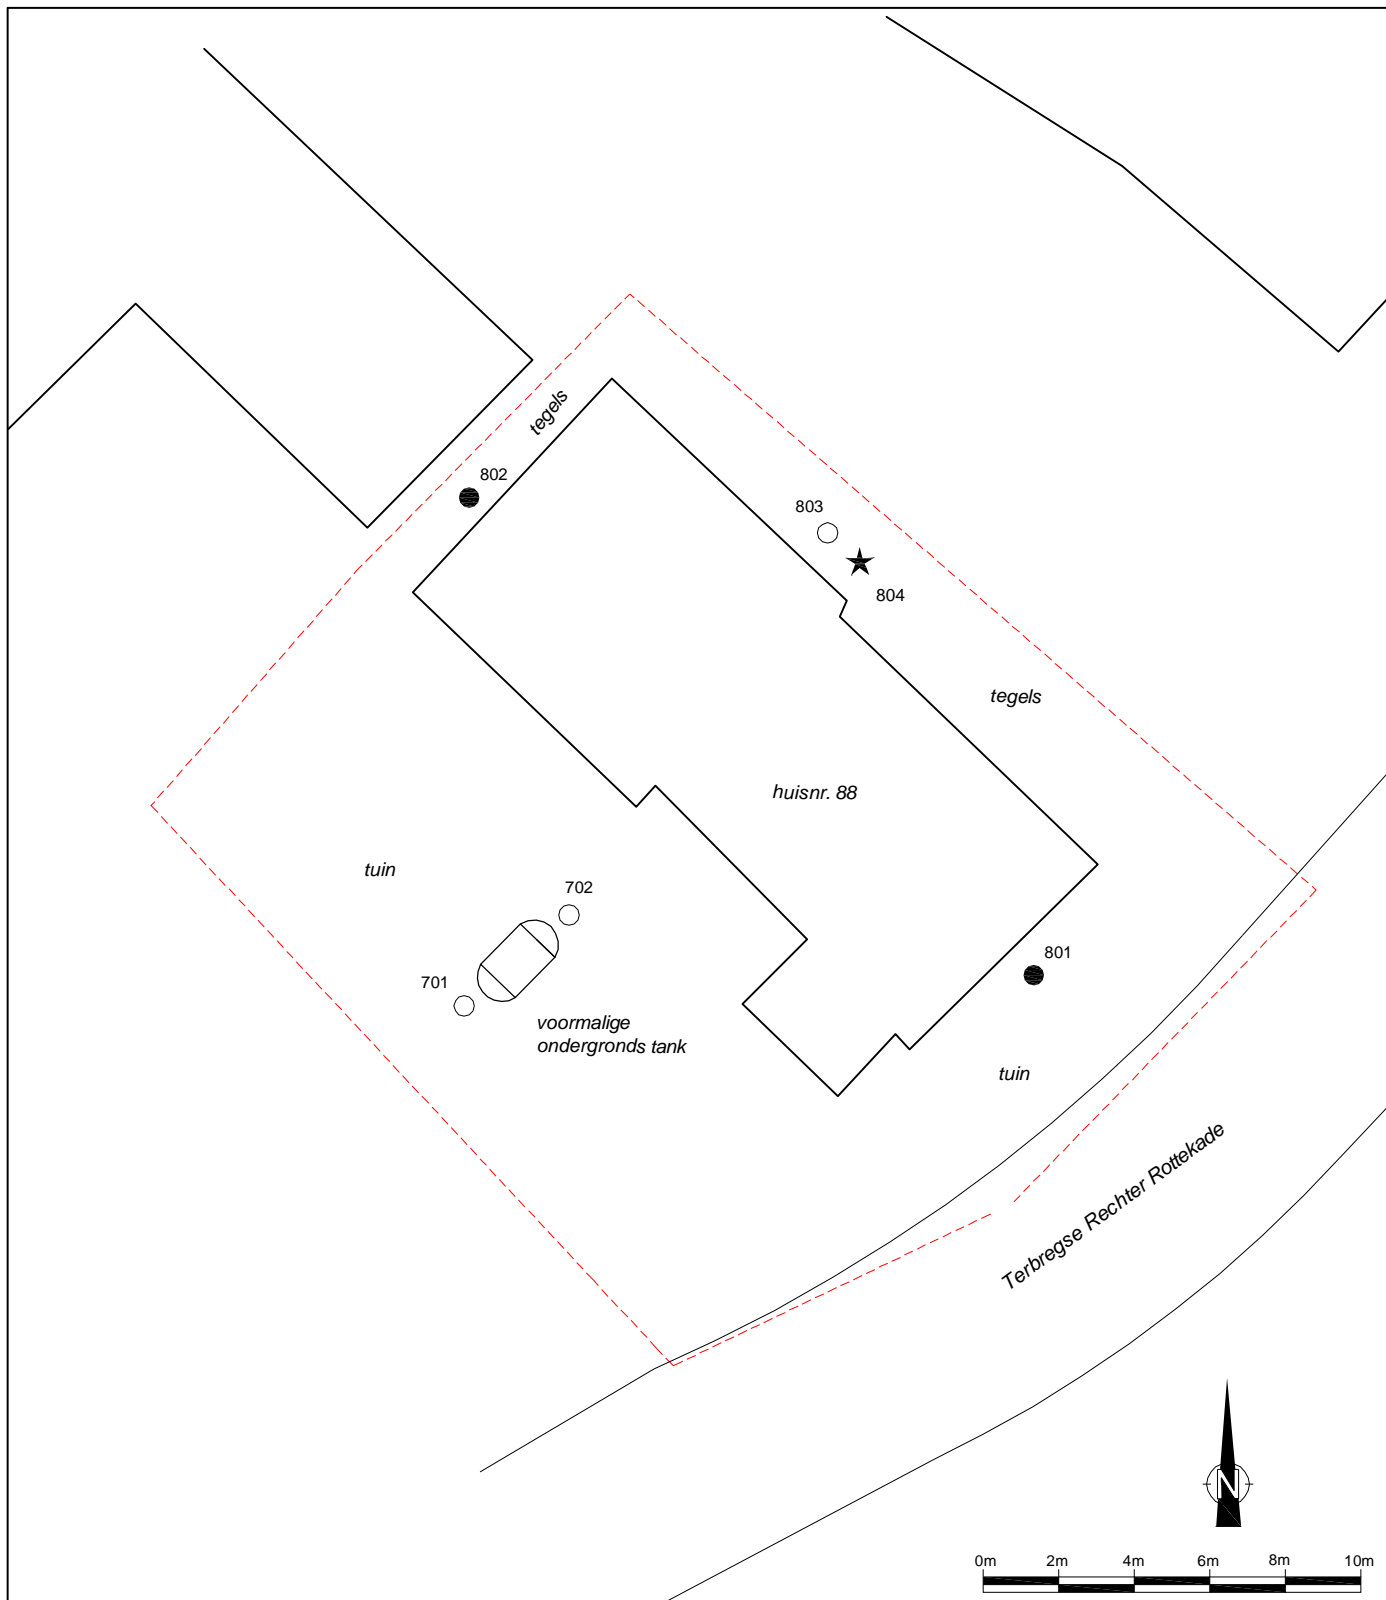 tegels
802
803
804
tegels
huisnr. 88
tuin
702
701
801
voormalige
ondergronds tank
tuin
Terbregse Rechter Rottekade
N
0m 2m 4m 6m 8m 10m